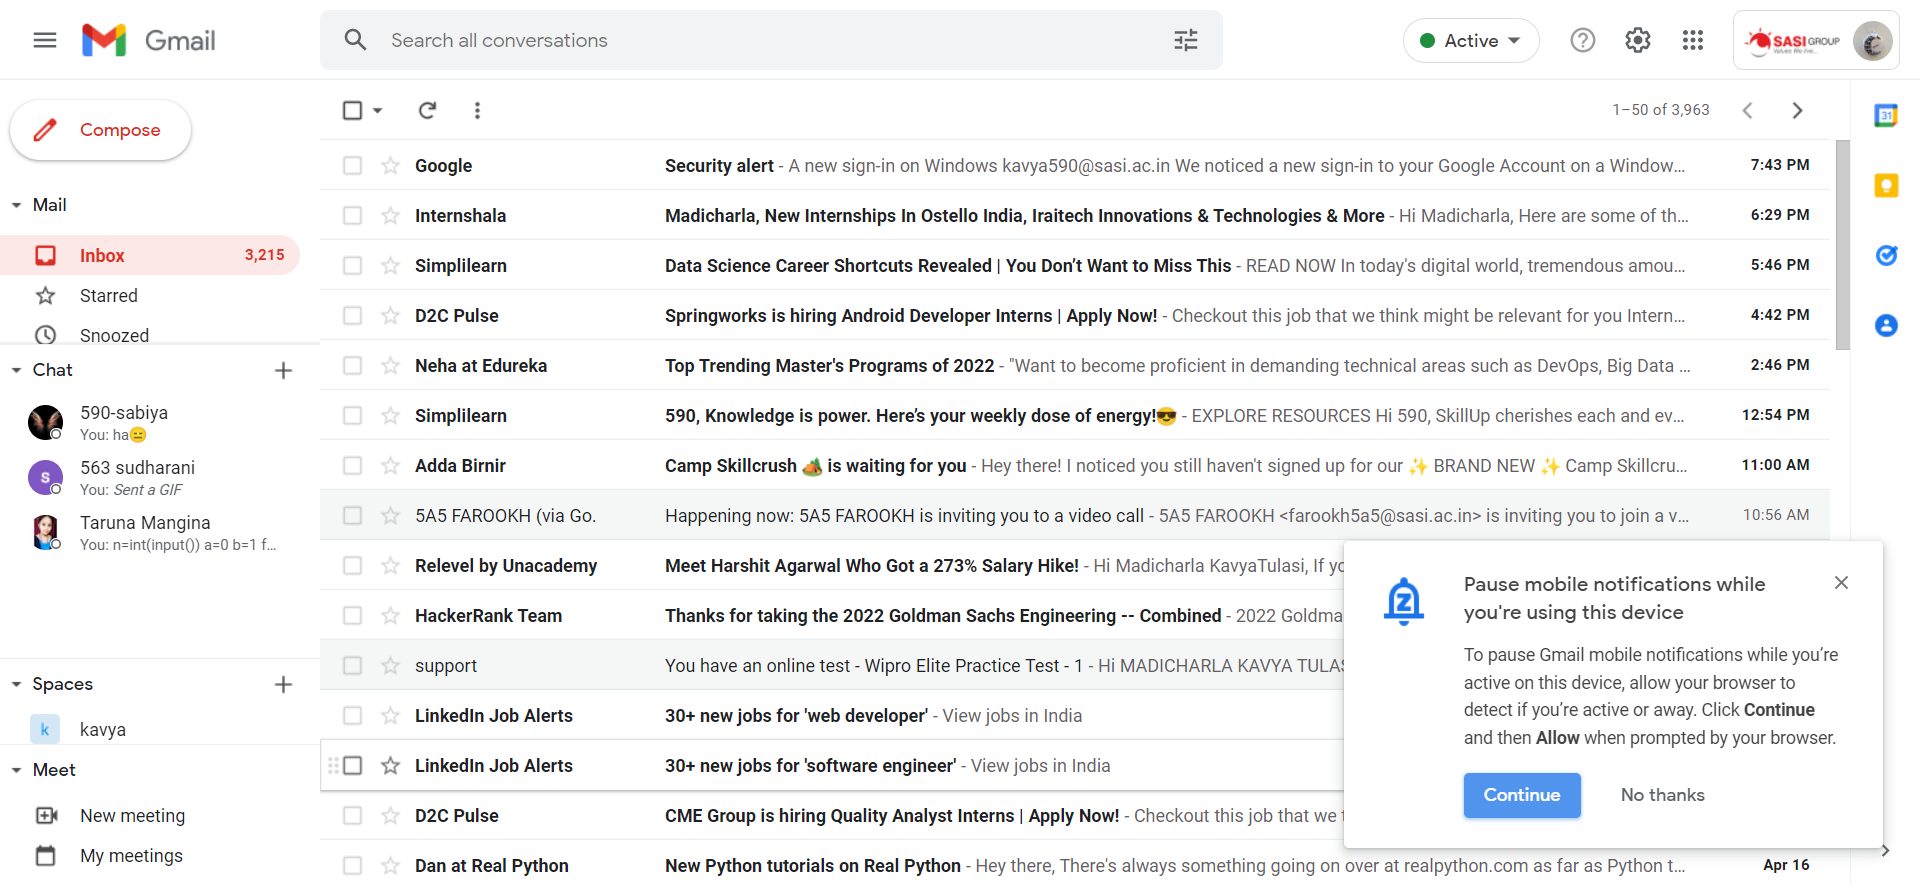 Gmail
Search all conversations
Active
SASI GROUP
1–50 of 3,963
Compose
Mail
Inbox 3,215
Starred
Snoozed
Chat
590-sabiya
You: ha😑
563 sudharani
You: Sent a GIF
Taruna Mangina
You: n=int(input()) a=0 b=1 f...
Spaces
k kavya
Meet
New meeting
My meetings
Google Security alert - A new sign-in on Windows kavya590@sasi.ac.in We noticed a new sign-in to your Google Account on a Window... 7:43 PM
Internshala Madicharla, New Internships In Ostello India, Iraitech Innovations & Technologies & More - Hi Madicharla, Here are some of th... 6:29 PM
Simplilearn Data Science Career Shortcuts Revealed | You Don’t Want to Miss This - READ NOW In today's digital world, tremendous amou... 5:46 PM
D2C Pulse Springworks is hiring Android Developer Interns | Apply Now! - Checkout this job that we think might be relevant for you Intern... 4:42 PM
Neha at Edureka Top Trending Master's Programs of 2022 - "Want to become proficient in demanding technical areas such as DevOps, Big Data ... 2:46 PM
Simplilearn 590, Knowledge is power. Here’s your weekly dose of energy!😎 - EXPLORE RESOURCES Hi 590, SkillUp cherishes each and ev... 12:54 PM
Adda Birnir Camp Skillcrush 🏕️ is waiting for you - Hey there! I noticed you still haven't signed up for our ✨ BRAND NEW ✨ Camp Skillcru... 11:00 AM
5A5 FAROOKH (via Go. Happening now: 5A5 FAROOKH is inviting you to a video call - 5A5 FAROOKH <farookh5a5@sasi.ac.in> is inviting you to join a v... 10:56 AM
Relevel by Unacademy Meet Harshit Agarwal Who Got a 273% Salary Hike! - Hi Madicharla KavyaTulasi, If yo
HackerRank Team Thanks for taking the 2022 Goldman Sachs Engineering -- Combined - 2022 Goldma
support You have an online test - Wipro Elite Practice Test - 1 - Hi MADICHARLA KAVYA TULAS
LinkedIn Job Alerts 30+ new jobs for 'web developer' - View jobs in India
LinkedIn Job Alerts 30+ new jobs for 'software engineer' - View jobs in India
D2C Pulse CME Group is hiring Quality Analyst Interns | Apply Now! - Checkout this job that we t
Dan at Real Python New Python tutorials on Real Python - Hey there, There's always something going on over at realpython.com as far as Python t... Apr 16
Pause mobile notifications while
you're using this device
To pause Gmail mobile notifications while you’re
active on this device, allow your browser to
detect if you’re active or away. Click Continue
and then Allow when prompted by your browser.
Continue No thanks
31
S